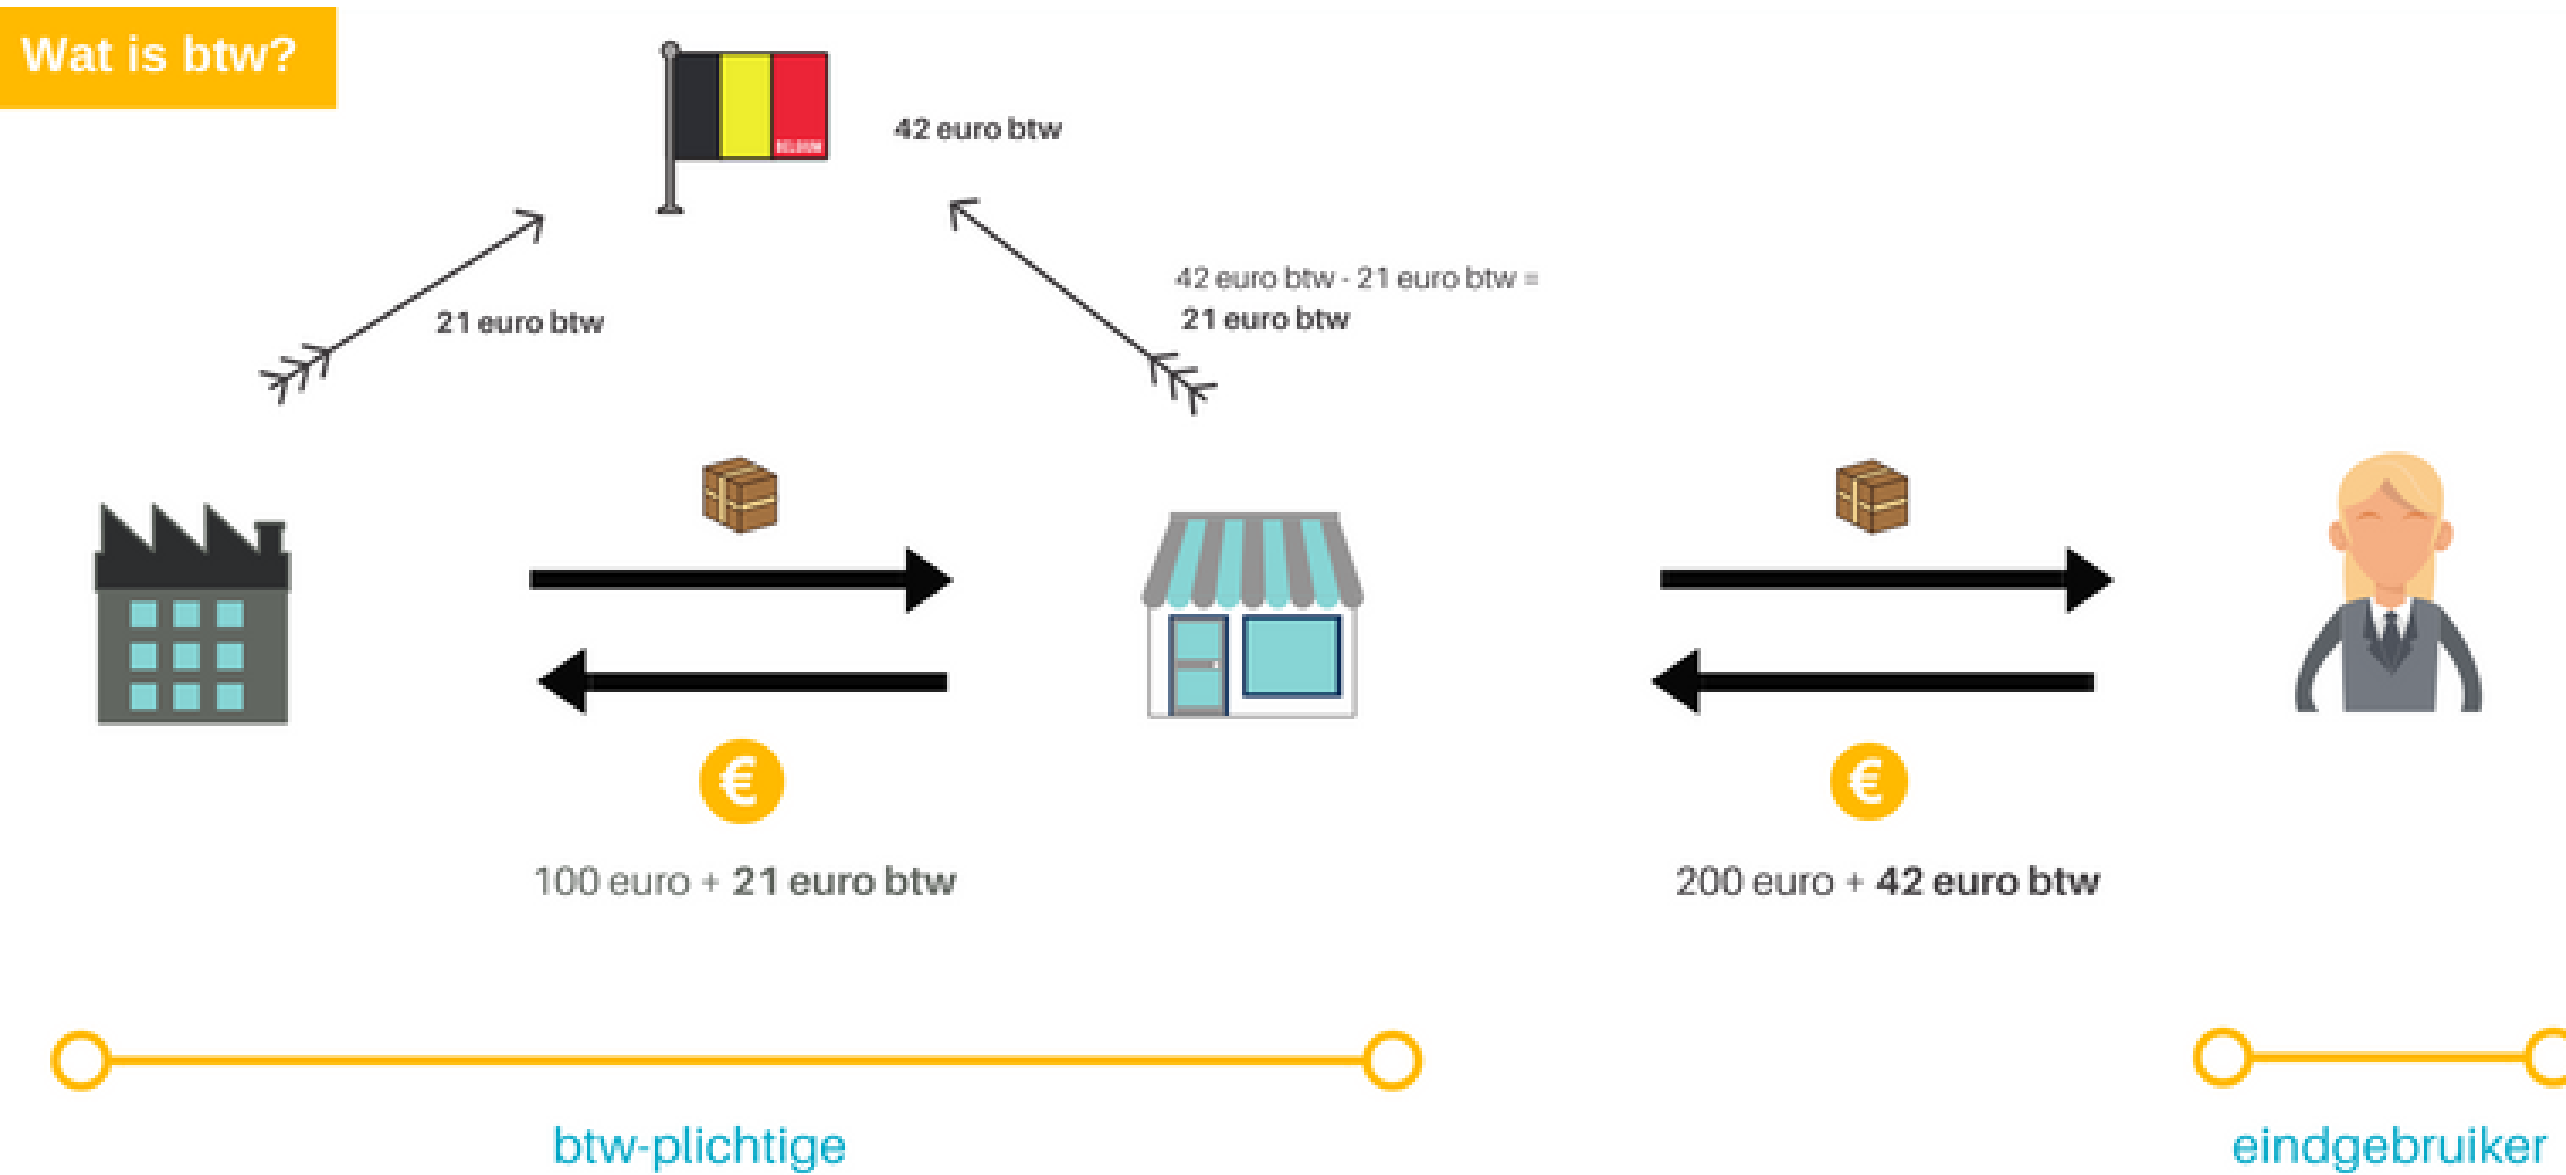 Wat is btw?
BELGIUM
42 euro btw
42 euro btw - 21 euro btw =
21 euro btw
21 euro btw
100 euro + 21 euro btw
200 euro + 42 euro btw
btw-plichtige
eindgebruiker